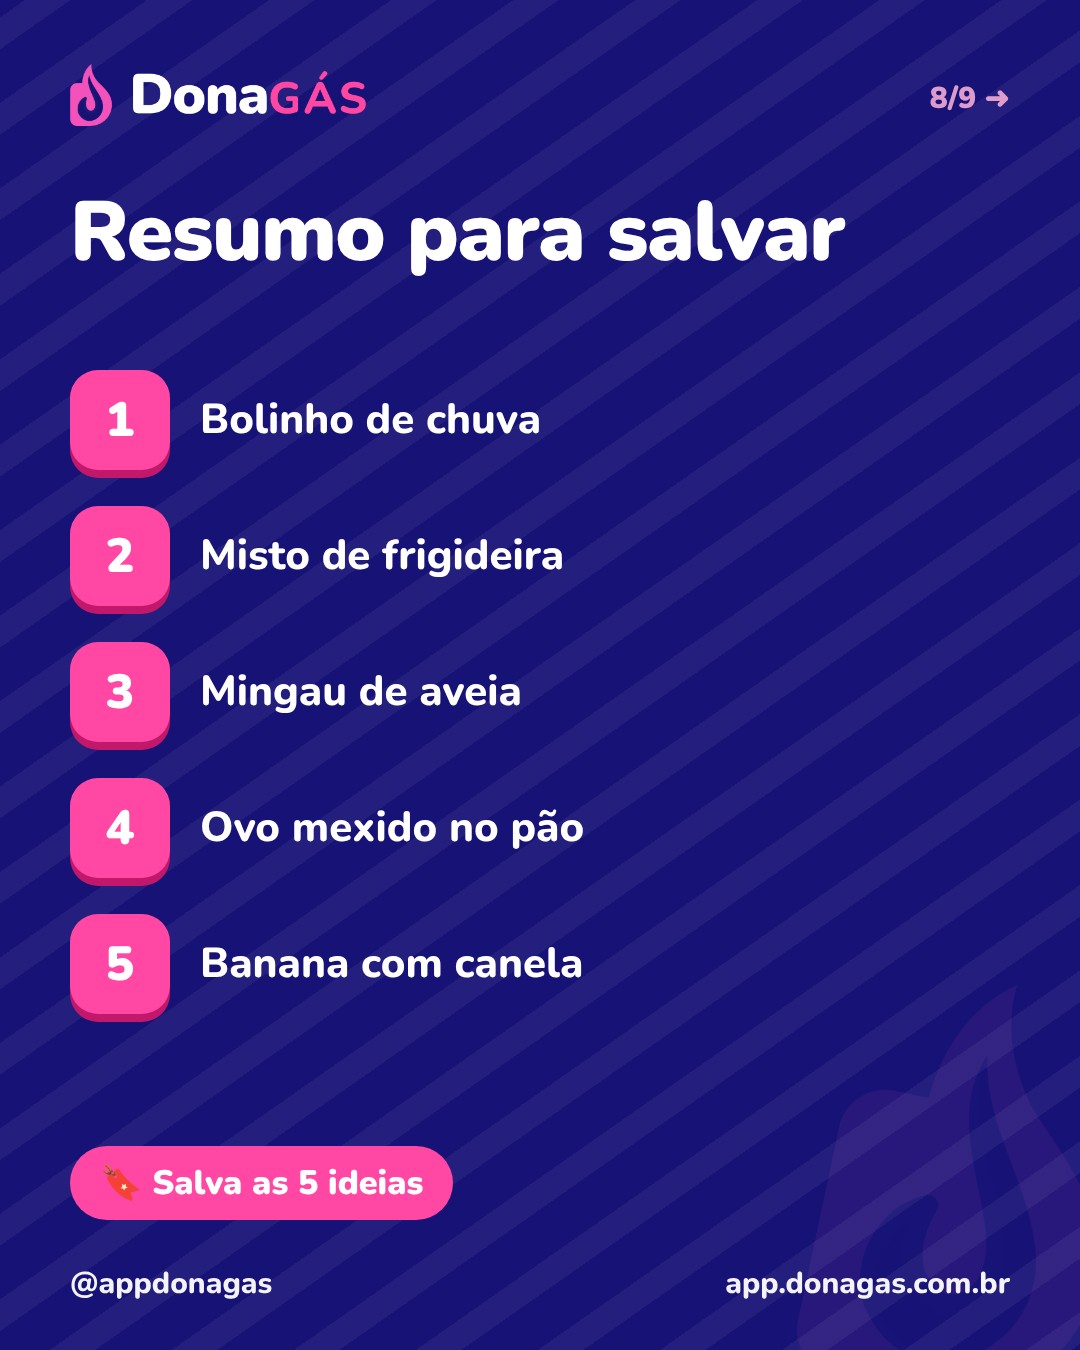 DonaGÁS
8/9 →
Resumo para salvar
1 Bolinho de chuva
2 Misto de frigideira
3 Mingau de aveia
4 Ovo mexido no pão
5 Banana com canela
🔖 Salva as 5 ideias
@appdonagas
app.donagas.com.br